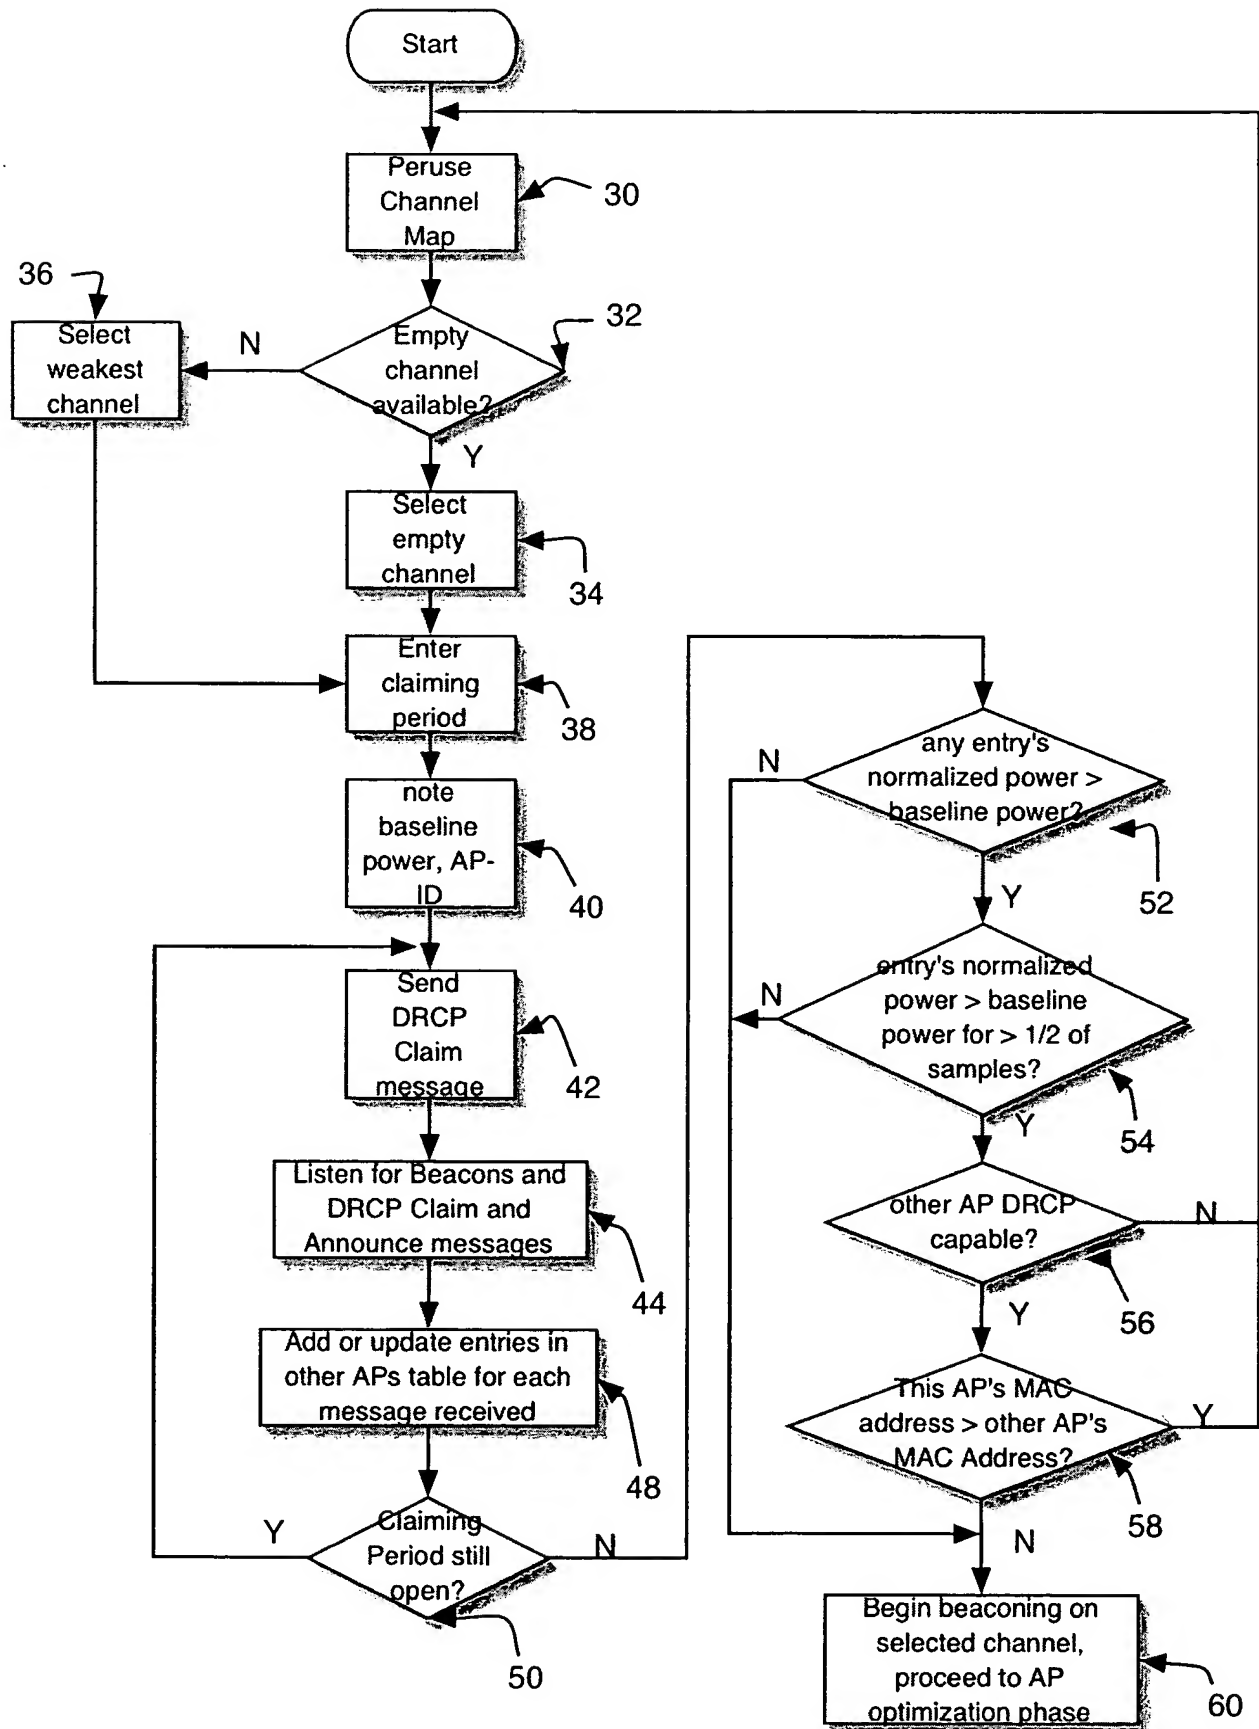 Start
Peruse
Channel
Map
30
36
Select
weakest
channel
N
Empty
channel
available?
32
Y
Select
empty
channel
34
Enter
claiming
period
38
note
baseline
power, AP-
ID
40
Send
DRCP
Claim
message
42
Listen for Beacons and
DRCP Claim and
Announce messages
44
Add or update entries in
other APs table for each
message received
48
Y
Claiming
Period still
open?
N
50
N
any entry's
normalized power >
baseline power?
52
Y
N
entry's normalized
power > baseline
power for > 1/2 of
samples?
54
Y
other AP DRCP
capable?
N
56
Y
This AP's MAC
address > other AP's
MAC Address?
Y
58
N
Begin beaconing on
selected channel,
proceed to AP
optimization phase
60